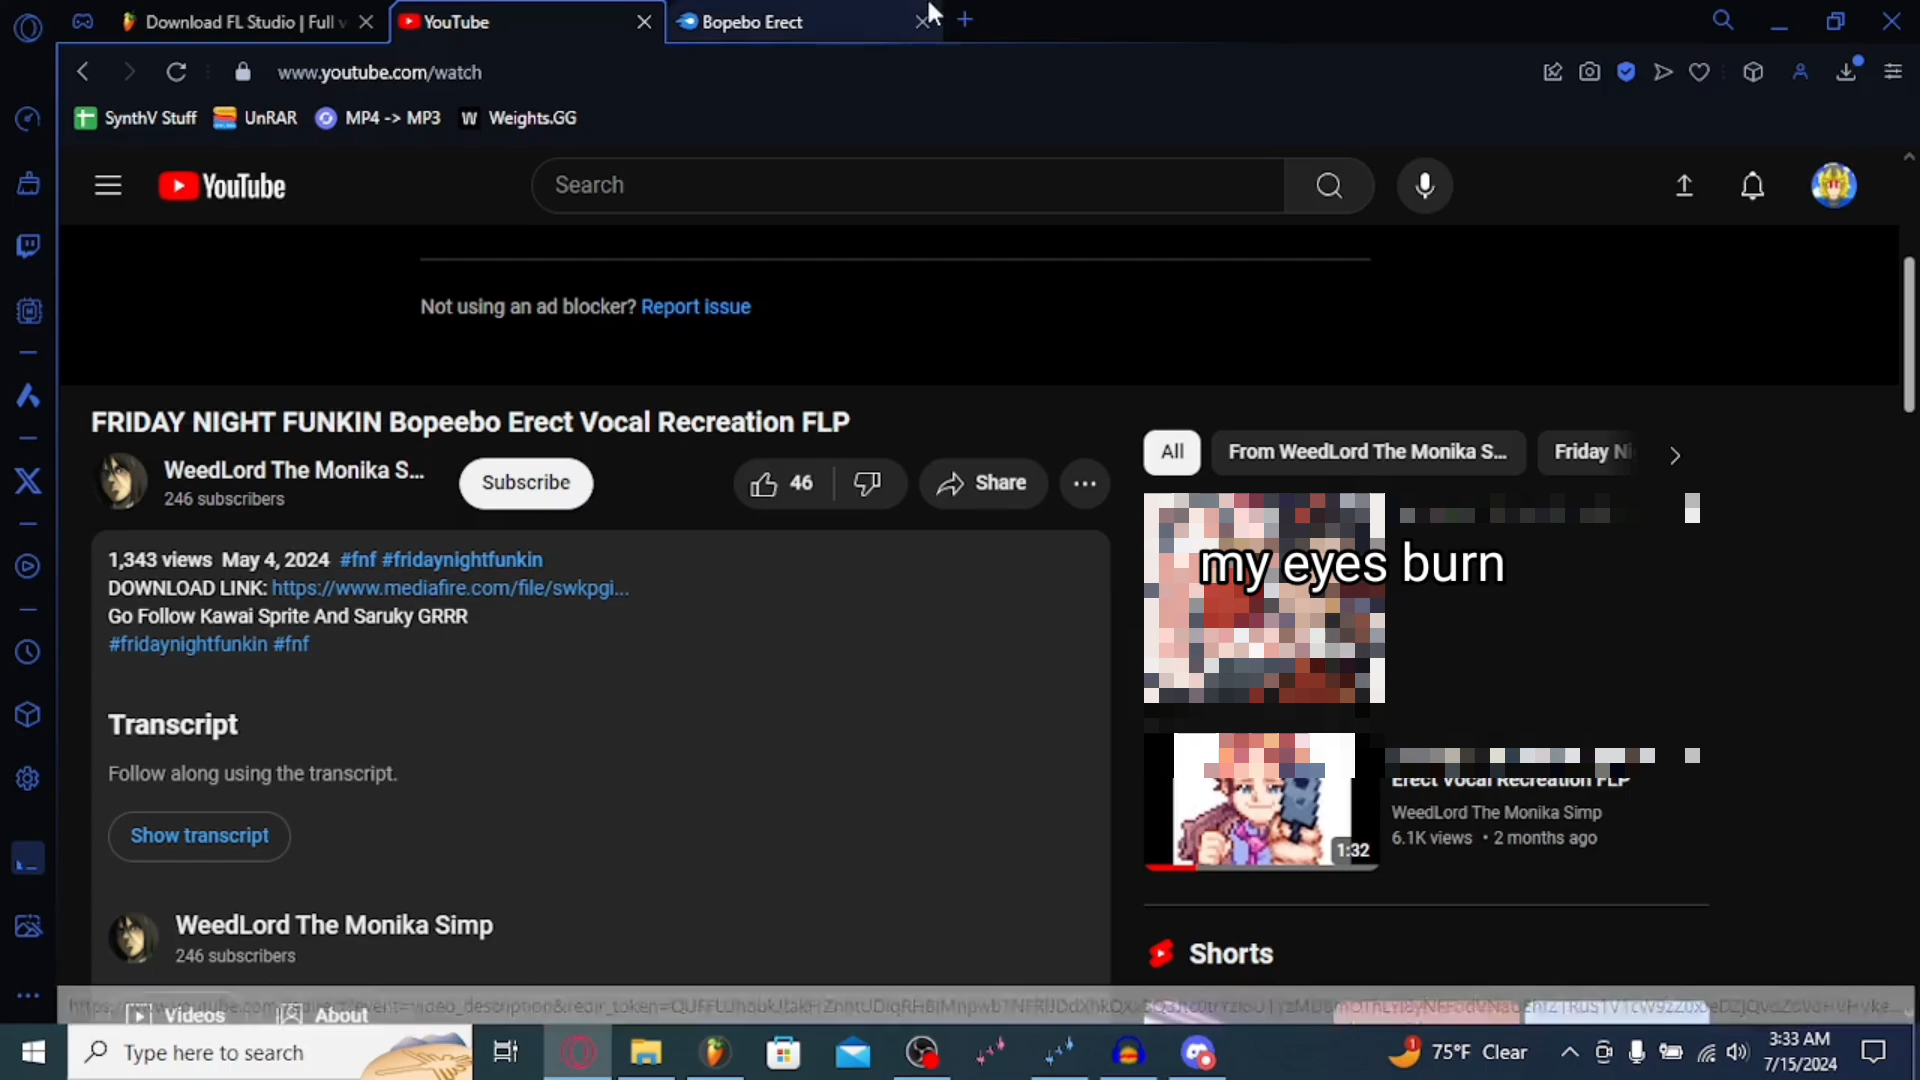 Download FL Studio | Full v
YouTube
Bopebo Erect
www.youtube.com/watch
SynthV Stuff
UnRAR
MP4 -> MP3
W
Weights.GG
YouTube
Search
Not using an ad blocker? Report issue
FRIDAY NIGHT FUNKIN Bopeebo Erect Vocal Recreation FLP
WeedLord The Monika S...
246 subscribers
Subscribe
46
Share
All
From WeedLord The Monika S...
Friday Ni
my eyes burn
1,343 views May 4, 2024 #fnf #fridaynightfunkin
DOWNLOAD LINK: https://www.mediafire.com/file/swkpgi...
Go Follow Kawai Sprite And Saruky GRRR
#fridaynightfunkin #fnf
Transcript
Follow along using the transcript.
Show transcript
Erect Vocal Recreation FLP
WeedLord The Monika Simp
6.1K views • 2 months ago
1:32
WeedLord The Monika Simp
246 subscribers
Shorts
Videos
About
Type here to search
75°F Clear
3:33 AM
7/15/2024